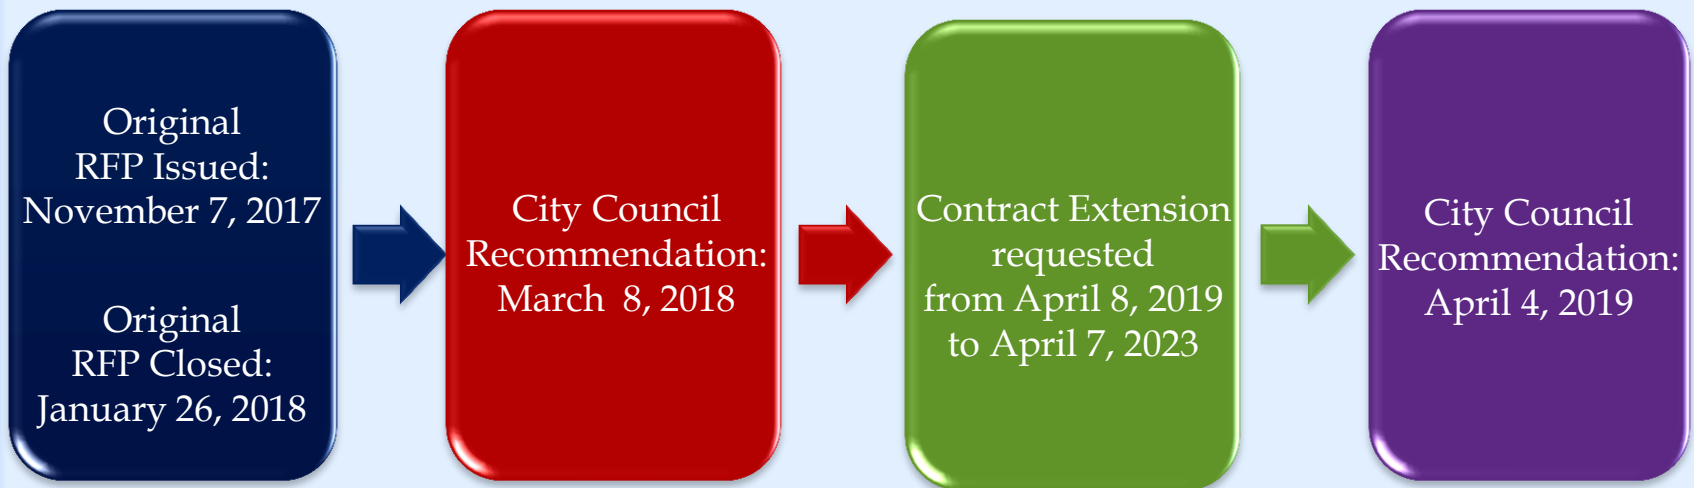 Original
RFP Issued:
November 7, 2017
Original
RFP Closed:
January 26, 2018
City Council
Recommendation:
March 8, 2018
Contract Extension
requested
from April 8, 2019
to April 7, 2023
City Council
Recommendation:
April 4, 2019